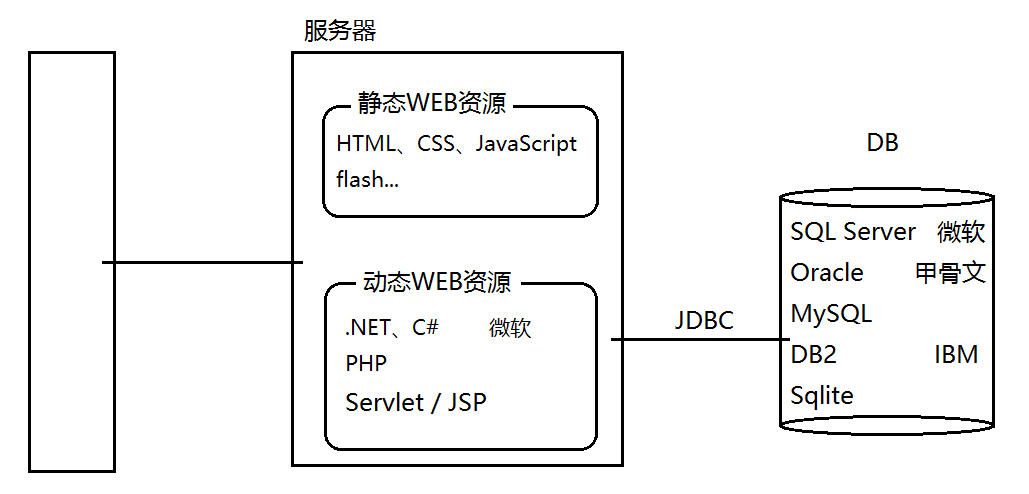 服务器
静态WEB资源
HTML、CSS、JavaScript
flash...
动态WEB资源
.NET、C# 微软
PHP
Servlet / JSP
JDBC
DB
SQL Server 微软
Oracle 甲骨文
MySQL
DB2 IBM
Sqlite